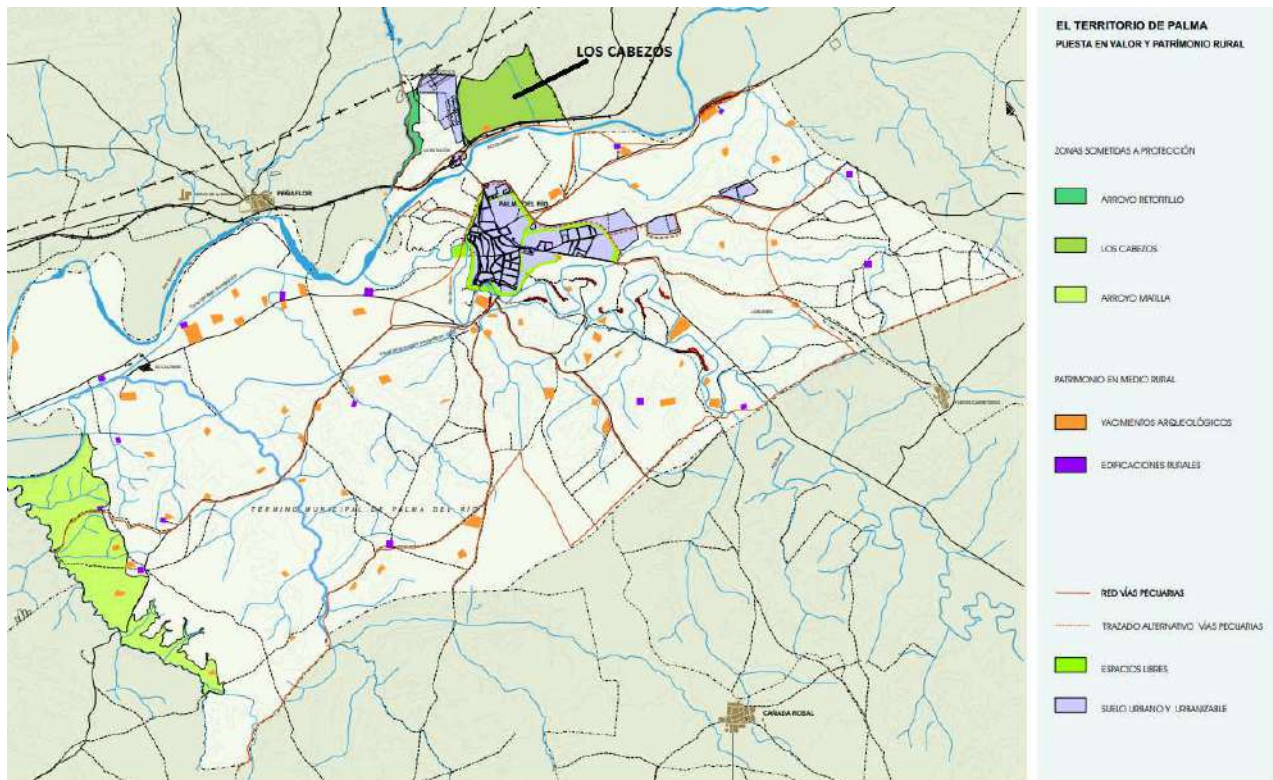 LOS CABEZOS
PEÑAFLOR
PALMA DEL RIO
TERMINO MUNICIPAL DE PALMA DEL RIO
CAÑADA ROSAL
EL TERRITORIO DE PALMA
PUESTA EN VALOR Y PATRÍMONIO RURAL
ZONAS SOMETIDAS A PROTECCIÓN
ARROYO RETORTILLO
LOS CABEZOS
ARROYO MATILLA
PATRIMONIO EN MEDIO RURAL
YACIMIENTOS ARQUEOLÓGICOS
EDIFICACIONES RURALES
RED VÍAS PECUARIAS
TRAZADO ALTERNATIVO VÍAS PECUARIAS
ESPACIOS LIBRES
SUELO URBANO Y URBANIZABLE